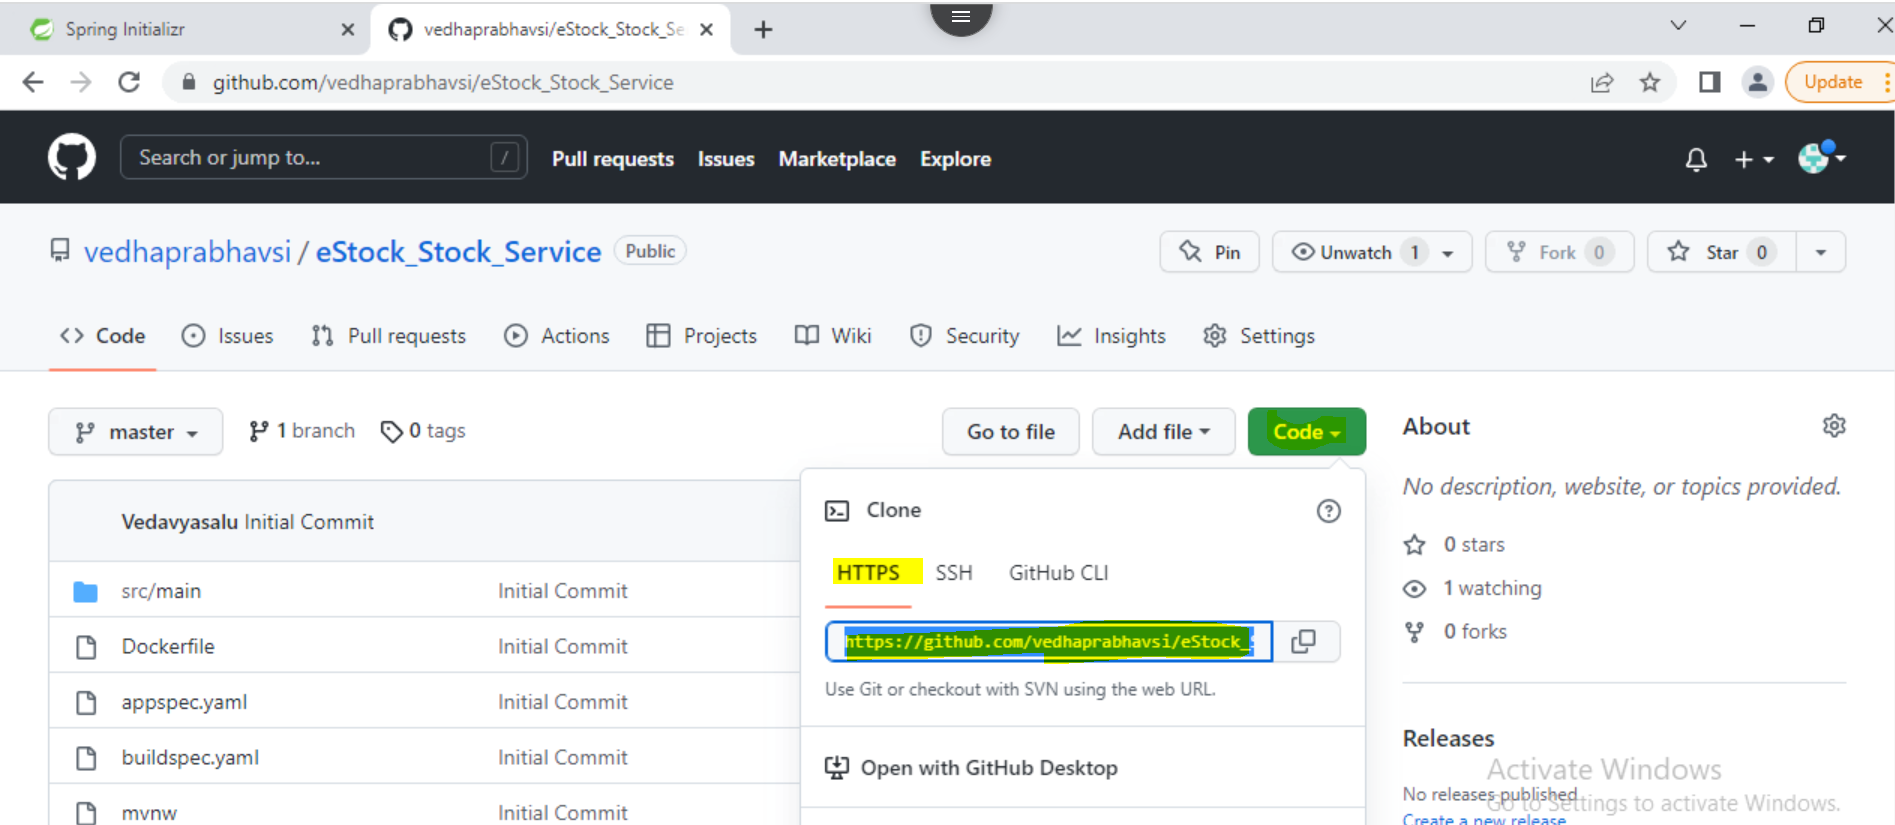 Spring Initializr
vedhaprabhavsi/eStock_Stock_Se
github.com/vedhaprabhavsi/eStock_Stock_Service
Update
Search or jump to... /
Pull requests Issues Marketplace Explore
vedhaprabhavsi / eStock_Stock_Service Public
Pin Unwatch 1 Fork 0 Star 0
Code Issues Pull requests Actions Projects Wiki Security Insights Settings
master 1 branch 0 tags
Go to file Add file Code
Vedavyasalu Initial Commit
src/main Initial Commit
Dockerfile Initial Commit
appspec.yaml Initial Commit
buildspec.yaml Initial Commit
mvnw Initial Commit
Clone
HTTPS SSH GitHub CLI
https://github.com/vedhaprabhavsi/eStock_
Use Git or checkout with SVN using the web URL.
Open with GitHub Desktop
About
No description, website, or topics provided.
0 stars
1 watching
0 forks
Releases
No releases published
Create a new release
Activate Windows
Go to Settings to activate Windows.